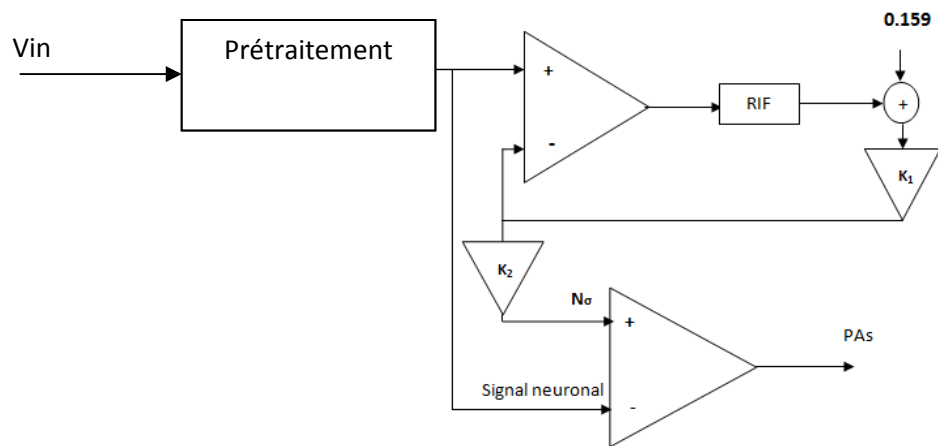 0.159
Vin
Prétraitement
+
-
RIF
+
K₁
K₂
Nσ
+
PAs
Signal neuronal
-